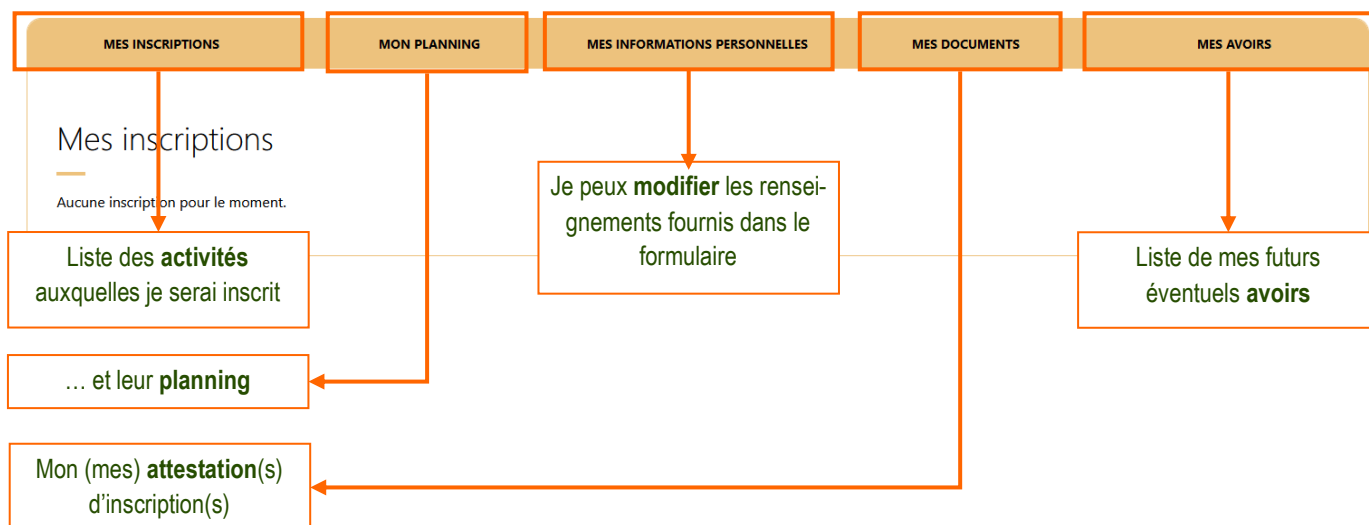 MES INSCRIPTIONS
MON PLANNING
MES INFORMATIONS PERSONNELLES
MES DOCUMENTS
MES AVOIRS
Mes inscriptions
Aucune inscription pour le moment.
Liste des activités
auxquelles je serai inscrit
Je peux modifier les rensei-
gnements fournis dans le
formulaire
Liste de mes futurs
éventuels avoirs
… et leur planning
Mon (mes) attestation(s)
d’inscription(s)